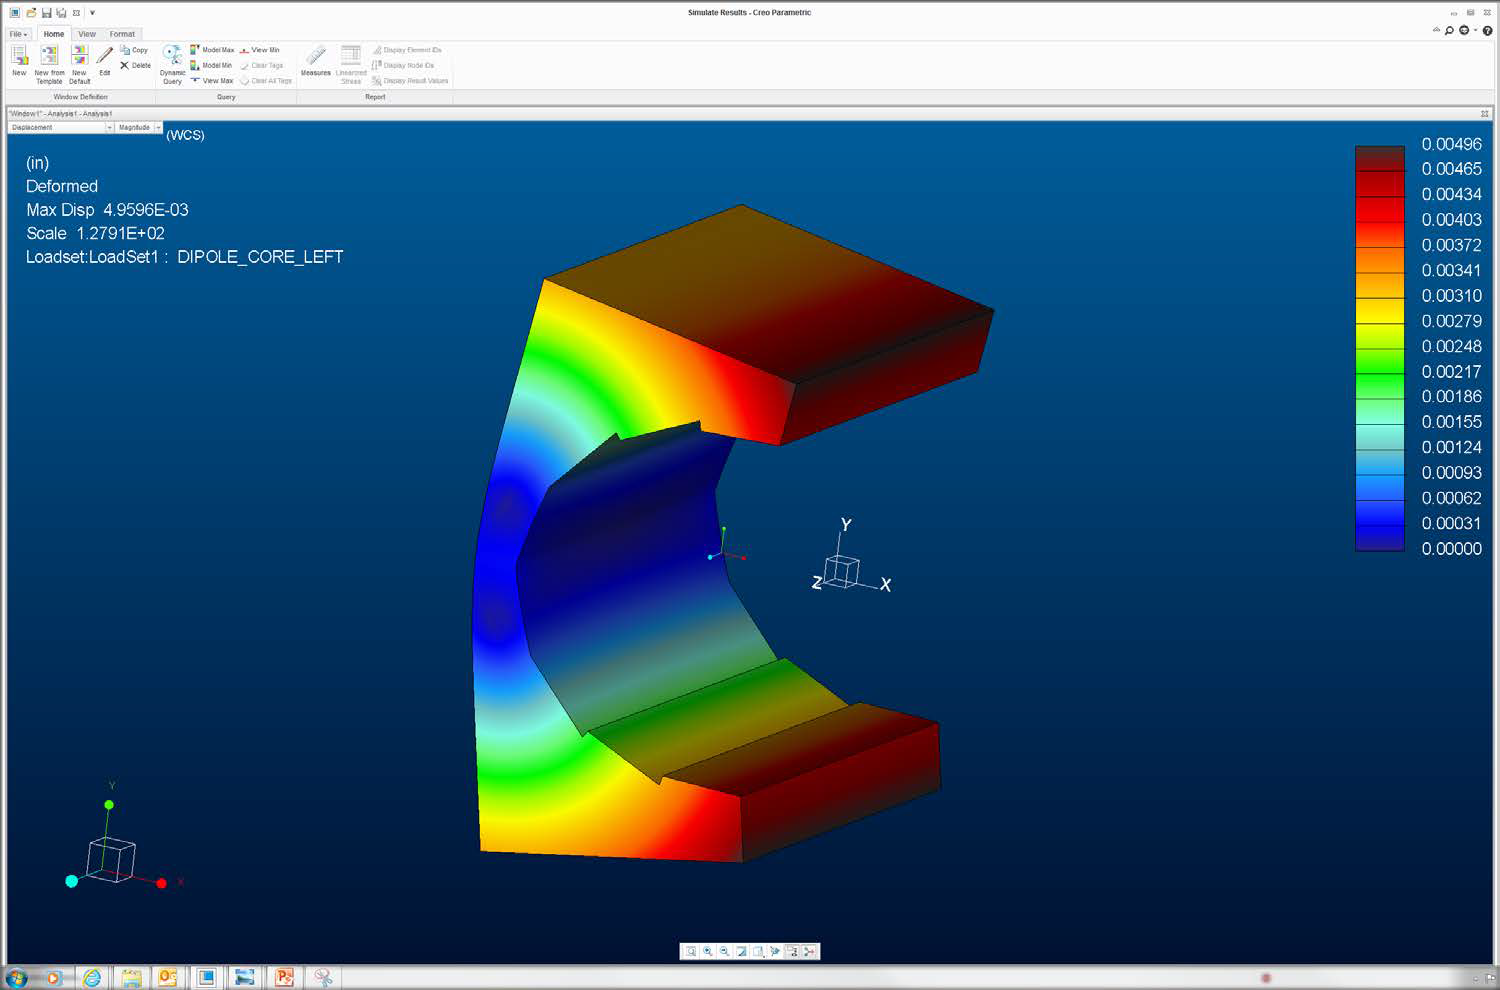 Simulate Results - Creo Parametric
File
Home
View
Format
New
New from
Template
New
Default
Edit
Copy
Delete
Window Definition
Dynamic
Query
Model Max
Model Min
View Max
View Min
Clear Tags
Clear All Tags
Query
Measures
Linearized
Stress
Display Element IDs
Display Node IDs
Display Result Values
Report
"Window1" - Analysis1 - Analysis1
Displacement
Magnitude
(WCS)
(in)
Deformed
Max Disp 4.9596E-03
Scale 1.2791E+02
Loadset:LoadSet1 : DIPOLE_CORE_LEFT
0.00496
0.00465
0.00434
0.00403
0.00372
0.00341
0.00310
0.00279
0.00248
0.00217
0.00186
0.00155
0.00124
0.00093
0.00062
0.00031
0.00000
Y
Z
X
Y
X